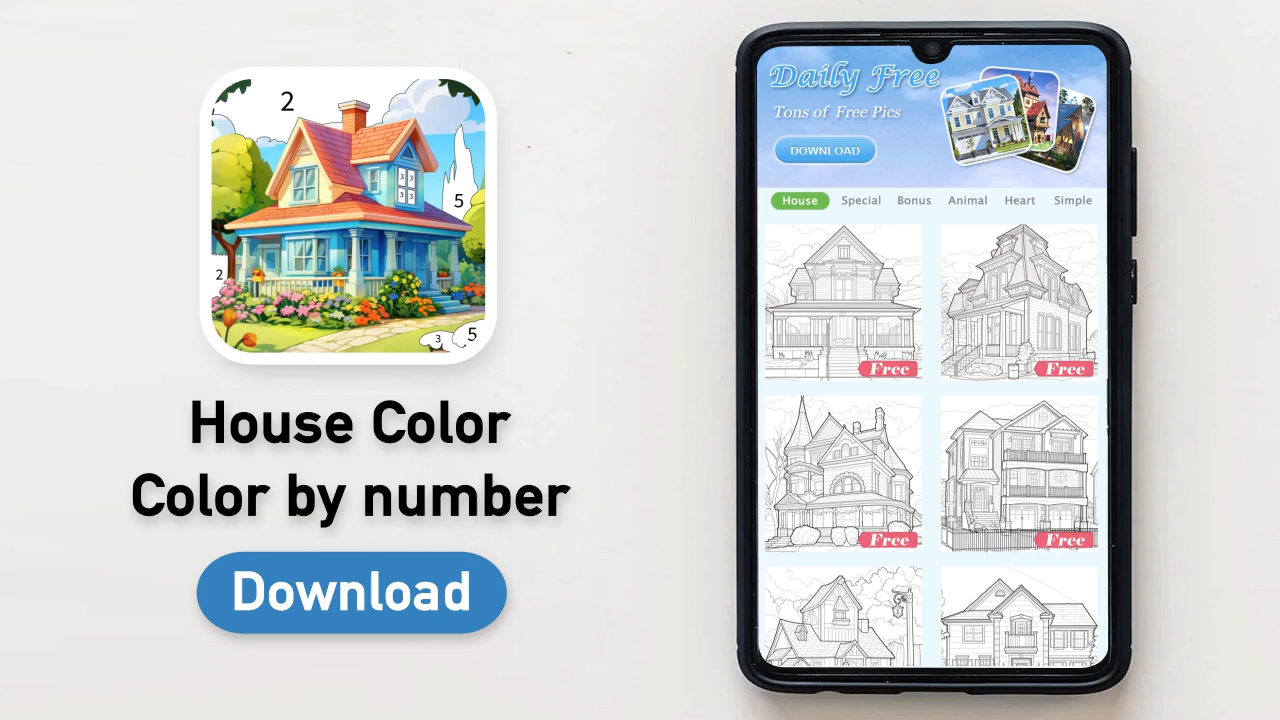 2
3 3
3 3
5
2
3
5
House Color
Color by number
Download
Daily Free
Tons of Free Pics
DOWNLOAD
House Special Bonus Animal Heart Simple
Free Free
Free Free